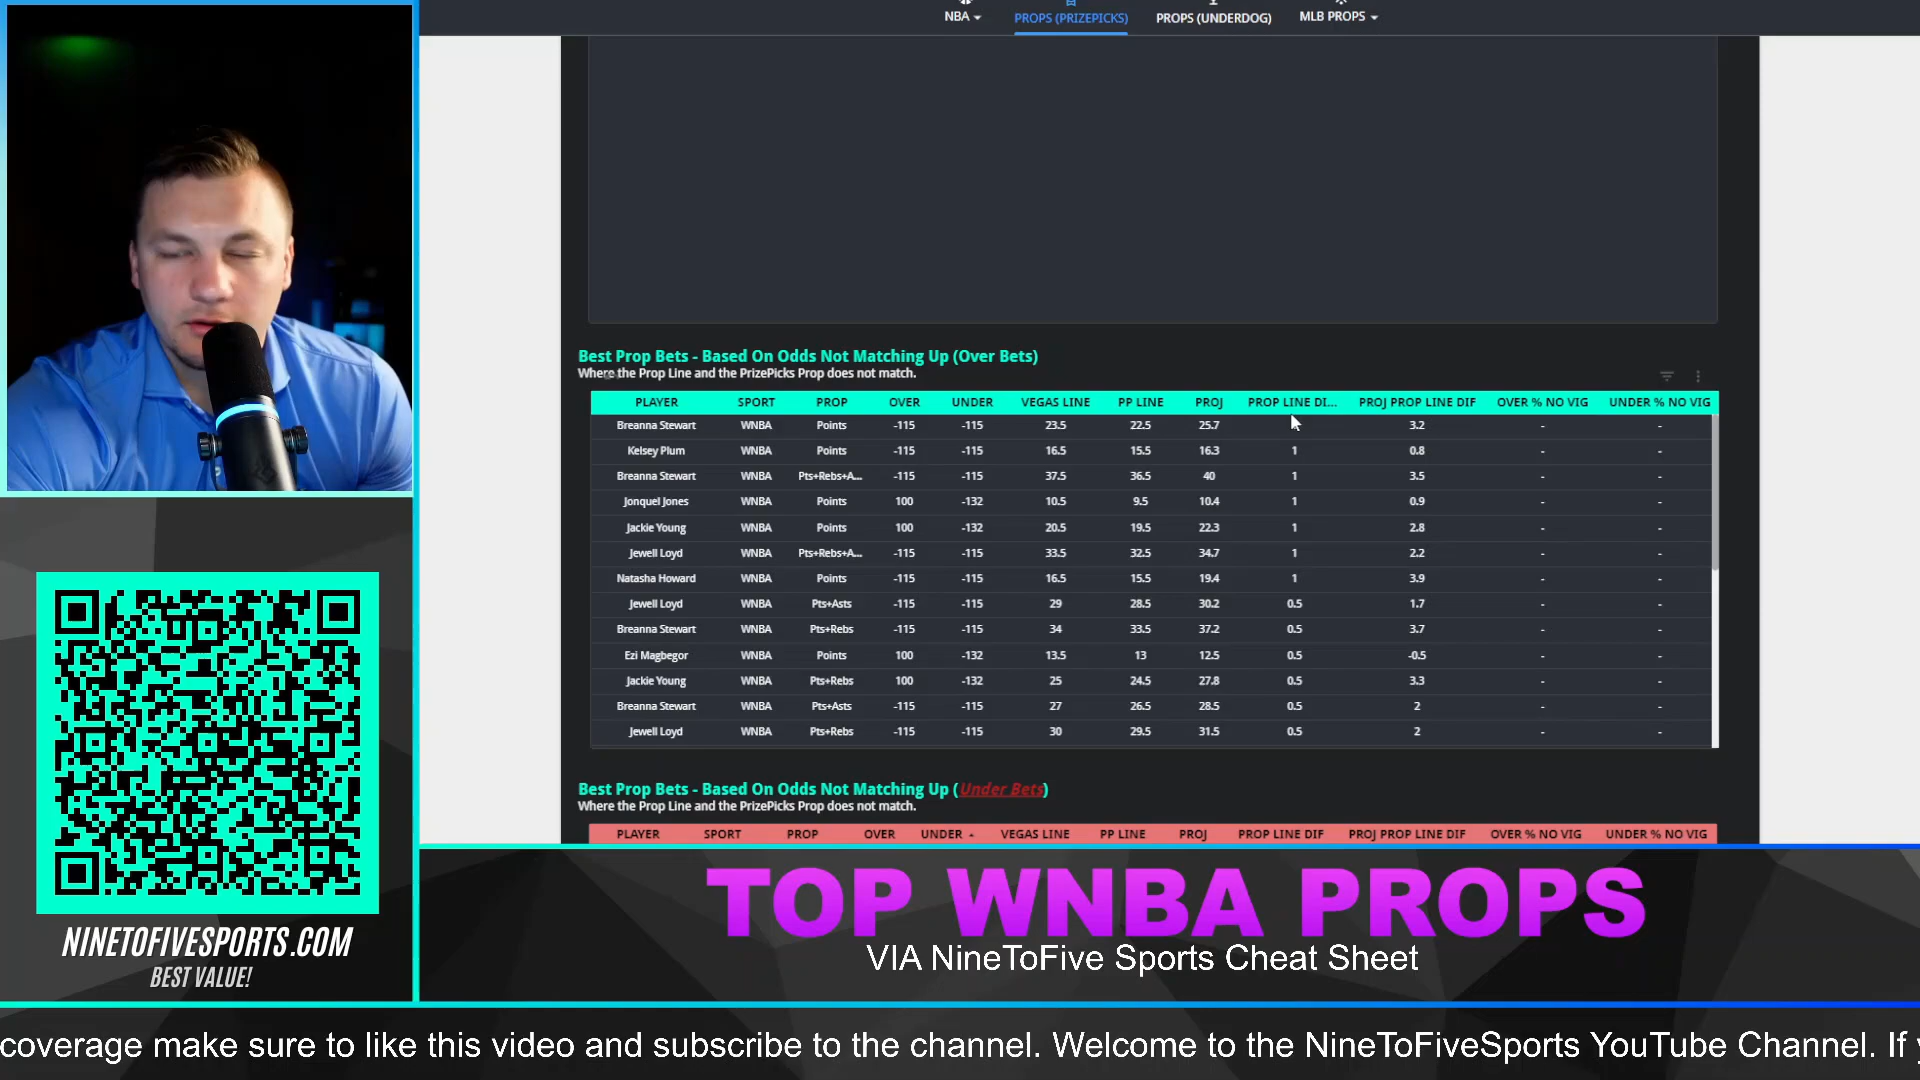 NBA
PROPS (PRIZEPICKS)
PROPS (UNDERDOG)
MLB PROPS
Best Prop Bets - Based On Odds Not Matching Up (Over Bets)
Where the Prop Line and the PrizePicks Prop does not match.
PLAYER SPORT PROP OVER UNDER VEGAS LINE PP LINE PROJ PROP LINE DI... PROJ PROP LINE DIF OVER % NO VIG UNDER % NO VIG
Breanna Stewart WNBA Points -115 -115 23.5 22.5 25.7 3.2 - -
Kelsey Plum WNBA Points -115 -115 16.5 15.5 16.3 1 0.8 - -
Breanna Stewart WNBA Pts+Rebs+A... -115 -115 37.5 36.5 40 1 3.5 - -
Jonquel Jones WNBA Points 100 -132 10.5 9.5 10.4 1 0.9 - -
Jackie Young WNBA Points 100 -132 20.5 19.5 22.3 1 2.8 - -
Jewell Loyd WNBA Pts+Rebs+A... -115 -115 33.5 32.5 34.7 1 2.2 - -
Natasha Howard WNBA Points -115 -115 16.5 15.5 19.4 1 3.9 - -
Jewell Loyd WNBA Pts+Asts -115 -115 29 28.5 30.2 0.5 1.7 - -
Breanna Stewart WNBA Pts+Rebs -115 -115 34 33.5 37.2 0.5 3.7 - -
Ezi Magbegor WNBA Points 100 -132 13.5 13 12.5 0.5 -0.5 - -
Jackie Young WNBA Pts+Rebs 100 -132 25 24.5 27.8 0.5 3.3 - -
Breanna Stewart WNBA Pts+Asts -115 -115 27 26.5 28.5 0.5 2 - -
Jewell Loyd WNBA Pts+Rebs -115 -115 30 29.5 31.5 0.5 2 - -
Best Prop Bets - Based On Odds Not Matching Up (Under Bets)
Where the Prop Line and the PrizePicks Prop does not match.
PLAYER SPORT PROP OVER UNDER VEGAS LINE PP LINE PROJ PROP LINE DIF PROJ PROP LINE DIF OVER % NO VIG UNDER % NO VIG
NINETOFIVESPORTS.COM
BEST VALUE!
TOP WNBA PROPS
VIA NineToFive Sports Cheat Sheet
coverage make sure to like this video and subscribe to the channel. Welcome to the NineToFiveSports YouTube Channel. If